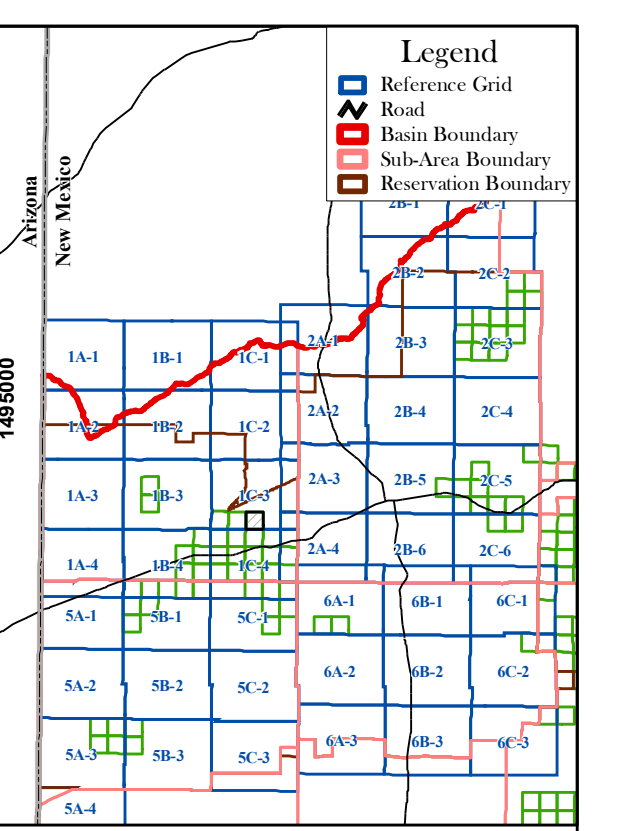 Legend
Reference Grid
Road
Basin Boundary
Sub-Area Boundary
Reservation Boundary
Arizona
New Mexico
1495000
2B-1
2C-1
2B-2
2C-2
2A-1
2B-3
2C-3
1A-1
1B-1
1C-1
2A-2
2B-4
2C-4
1A-2
1B-2
1C-2
2A-3
2B-5
2C-5
1A-3
1B-3
1C-3
2A-4
2B-6
2C-6
1A-4
1B-4
1C-4
6A-1
6B-1
6C-1
5A-1
5B-1
5C-1
6A-2
6B-2
6C-2
5A-2
5B-2
5C-2
6A-3
6B-3
6C-3
5A-3
5B-3
5C-3
5A-4